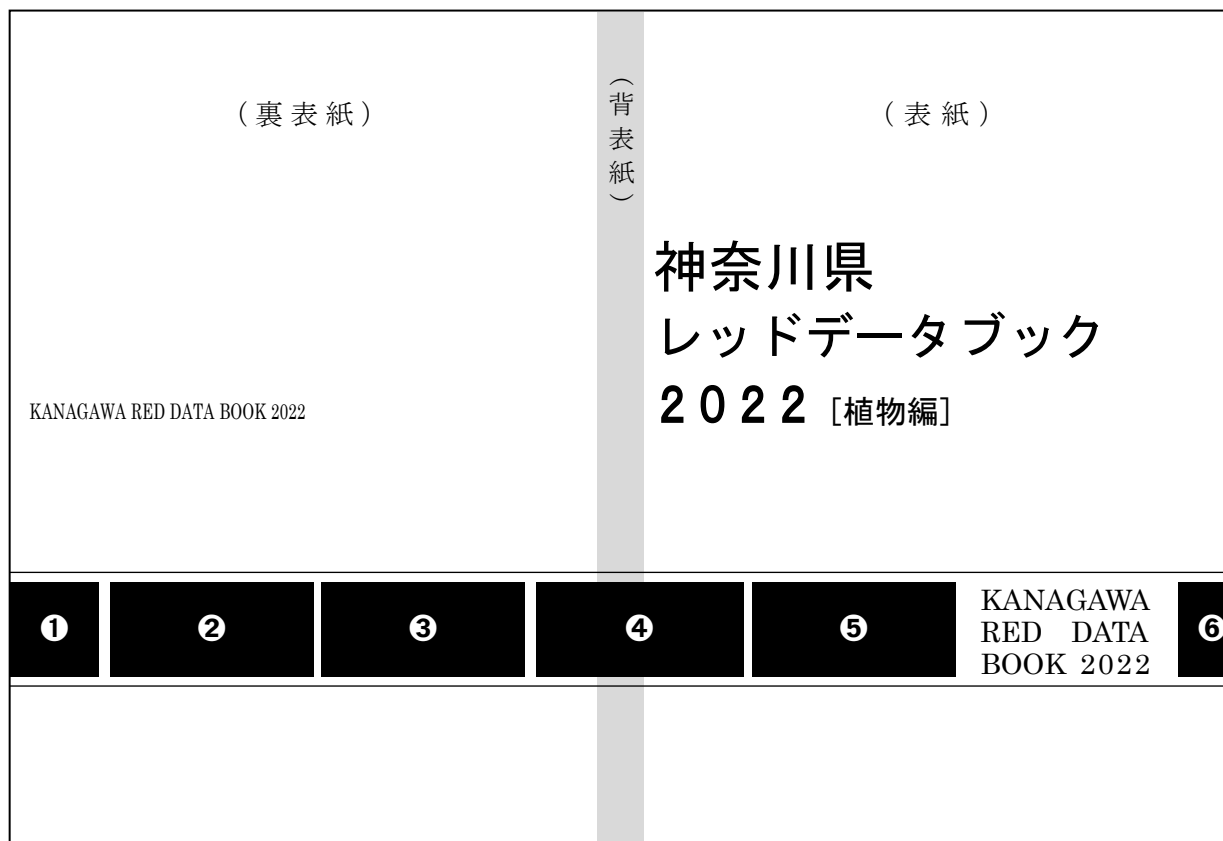 (裏表紙)
(背表紙)
(表紙)
神奈川県
レッドデータブック
2022 [植物編]
KANAGAWA RED DATA BOOK 2022
❶
❷
❸
❹
❺
KANAGAWA
RED DATA
BOOK 2022
❻